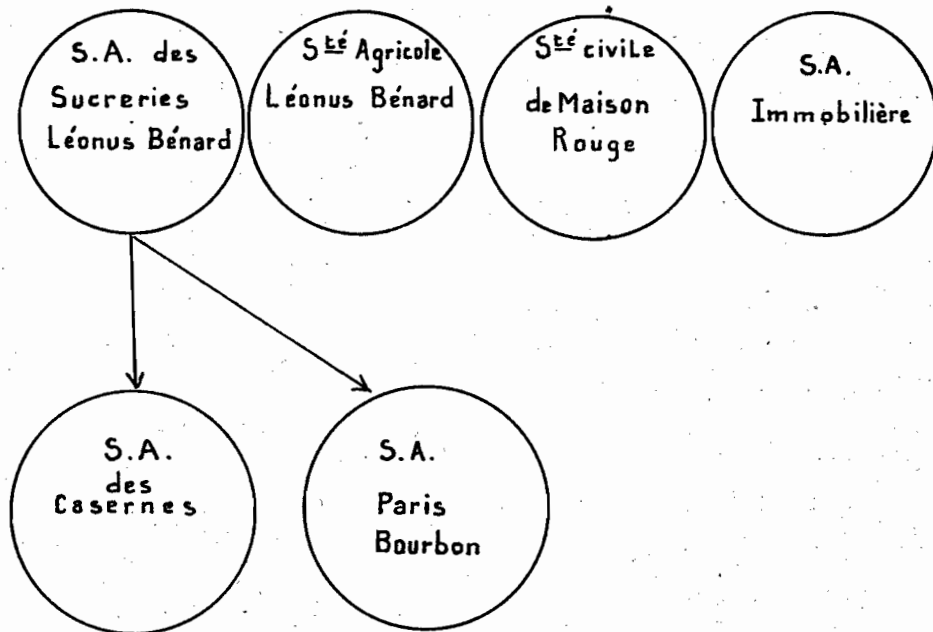 S.A. des
Sucreries
Léonus Bénard
Sté Agricole
Léonus Bénard
Sté civile
de Maison
Rouge
S.A.
Immobilière
S.A.
des
Casernes
S.A.
Paris
Bourbon